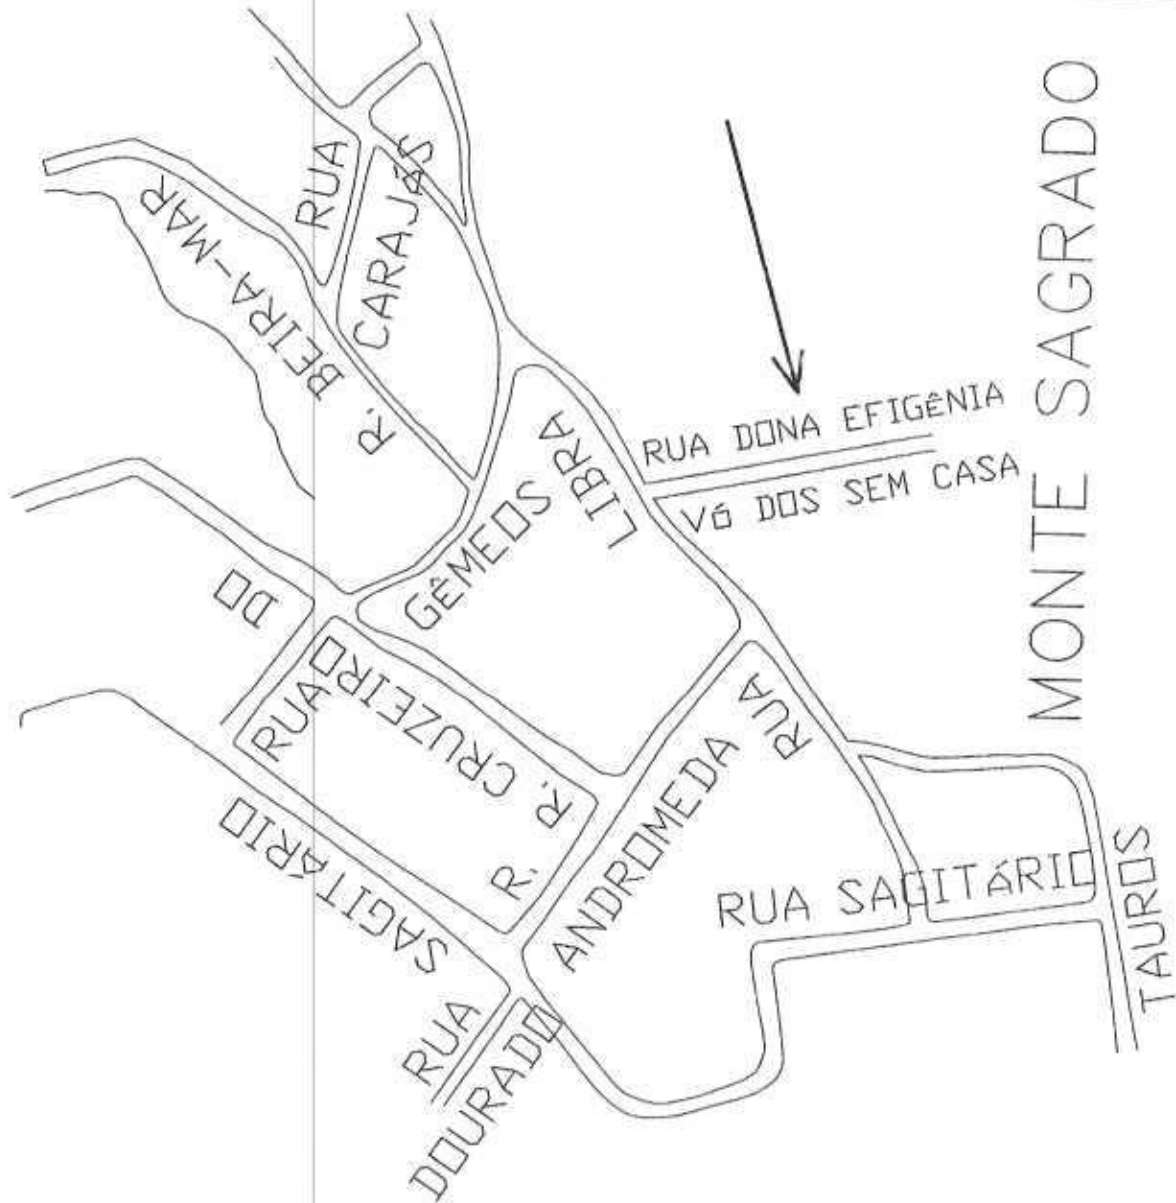 RUA
CARAJÁS
R. BEIRA-MAR
RUA DONA EFIGÊNIA
VÓ DOS SEM CASA
MONTE SAGRADO
RUA
LIBRA
GÊMEOS
R. CRUZEIRO
RUA
DO
R.
ANDROMEDA
SAGITÁRIO
RUA SAGITÁRIO
TAUROS
RUA
DOURADO